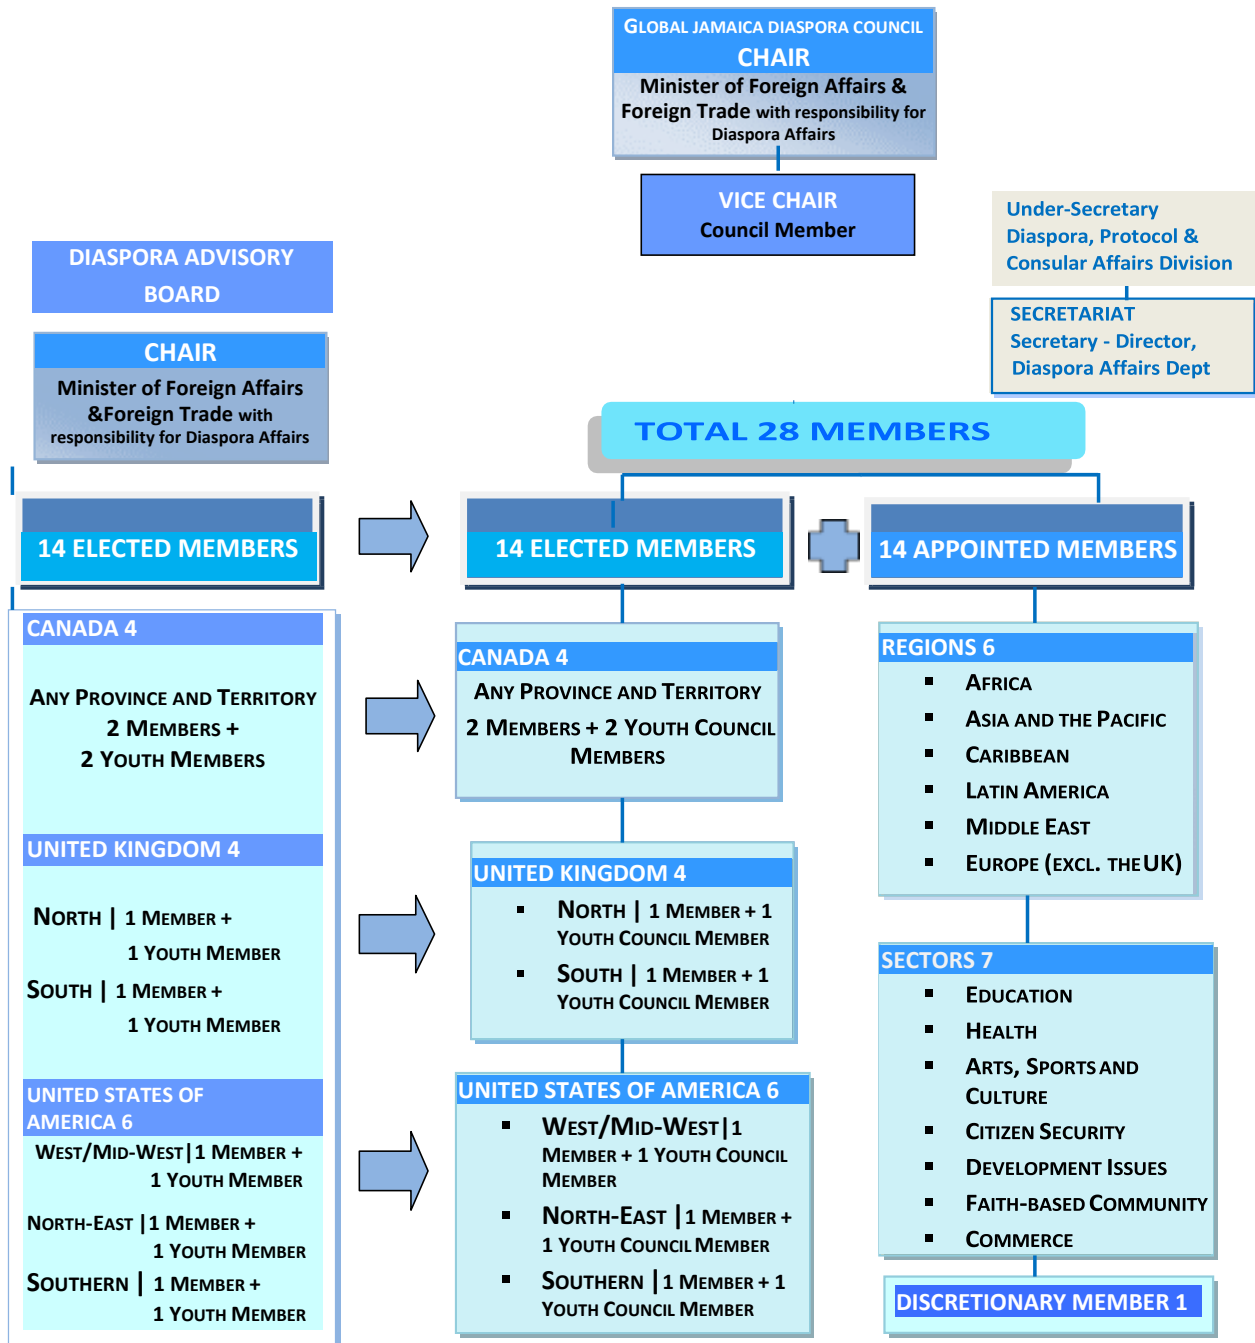 GLOBAL JAMAICA DIASPORA COUNCIL
CHAIR
Minister of Foreign Affairs &
Foreign Trade with responsibility for
Diaspora Affairs
VICE CHAIR
Council Member
Under-Secretary
Diaspora, Protocol &
Consular Affairs Division
SECRETARIAT
Secretary - Director,
Diaspora Affairs Dept
DIASPORA ADVISORY
BOARD
CHAIR
Minister of Foreign Affairs
&Foreign Trade with
responsibility for Diaspora Affairs
TOTAL 28 MEMBERS
14 ELECTED MEMBERS
14 ELECTED MEMBERS
14 APPOINTED MEMBERS
CANADA 4
ANY PROVINCE AND TERRITORY
2 MEMBERS +
2 YOUTH MEMBERS
UNITED KINGDOM 4
NORTH | 1 MEMBER +
1 YOUTH MEMBER
SOUTH | 1 MEMBER +
1 YOUTH MEMBER
UNITED STATES OF
AMERICA 6
WEST/MID-WEST|1 MEMBER +
1 YOUTH MEMBER
NORTH-EAST |1 MEMBER +
1 YOUTH MEMBER
SOUTHERN | 1 MEMBER +
1 YOUTH MEMBER
CANADA 4
ANY PROVINCE AND TERRITORY
2 MEMBERS + 2 YOUTH COUNCIL
MEMBERS
UNITED KINGDOM 4
▪ NORTH | 1 MEMBER + 1
YOUTH COUNCIL MEMBER
▪ SOUTH | 1 MEMBER + 1
YOUTH COUNCIL MEMBER
UNITED STATES OF AMERICA 6
▪ WEST/MID-WEST|1
MEMBER + 1 YOUTH COUNCIL
MEMBER
▪ NORTH-EAST |1 MEMBER +
1 YOUTH COUNCIL MEMBER
▪ SOUTHERN |1 MEMBER + 1
YOUTH COUNCIL MEMBER
REGIONS 6
▪ AFRICA
▪ ASIA AND THE PACIFIC
▪ CARIBBEAN
▪ LATIN AMERICA
▪ MIDDLE EAST
▪ EUROPE (EXCL. THE UK)
SECTORS 7
▪ EDUCATION
▪ HEALTH
▪ ARTS, SPORTS AND
CULTURE
▪ CITIZEN SECURITY
▪ DEVELOPMENT ISSUES
▪ FAITH-BASED COMMUNITY
▪ COMMERCE
DISCRETIONARY MEMBER 1